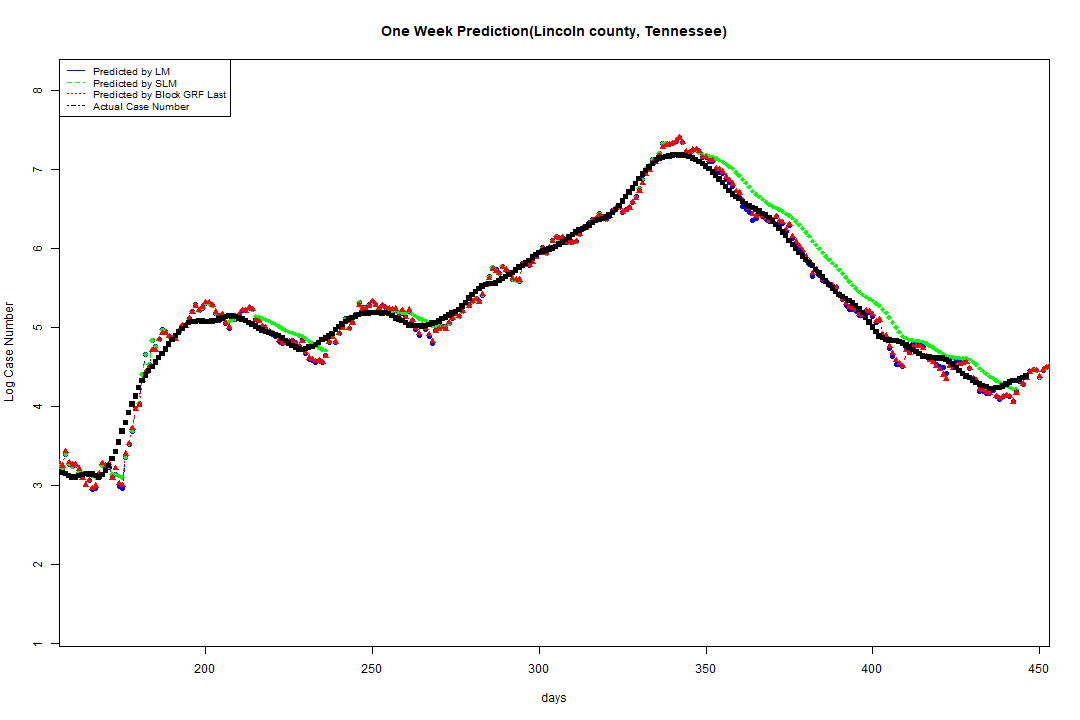 One Week Prediction(Lincoln county, Tennessee)
Predicted by LM
Predicted by SLM
Predicted by Block GRF Last
Actual Case Number
8
7
6
5
4
3
2
1
Log Case Number
200 250 300 350 400 450
days